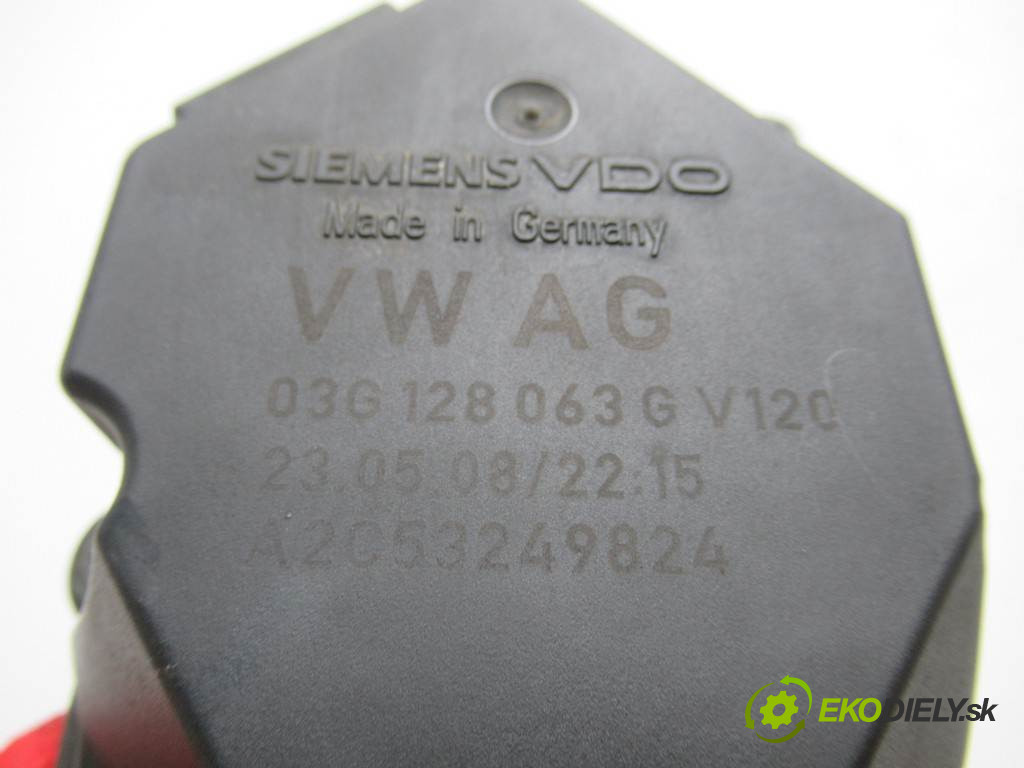 SIEMENS VDO
Made in Germany
VW AG
03G 128 063 G V120
23.05.08/22:15
A2C53249824
EKODIELY.sk